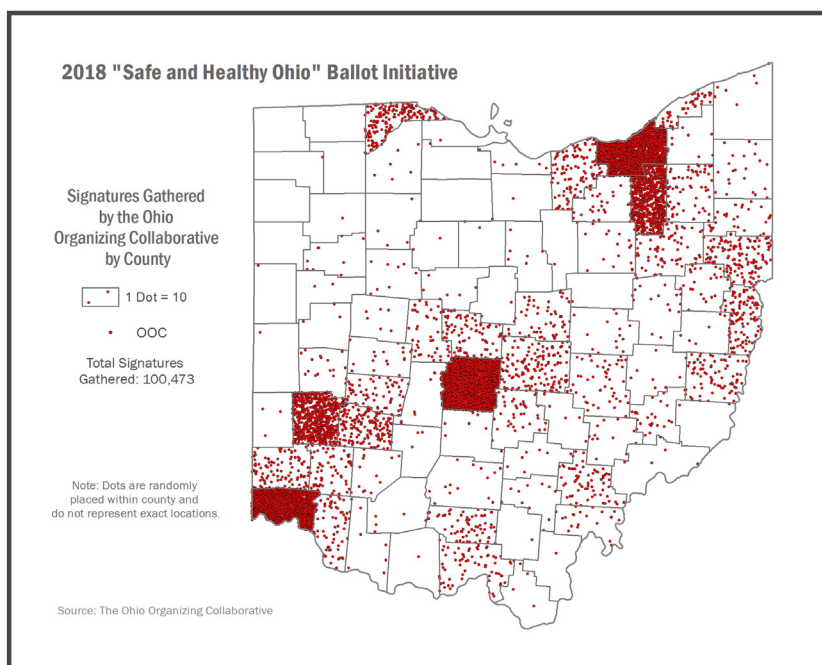 2018 "Safe and Healthy Ohio" Ballot Initiative
Signatures Gathered
by the Ohio
Organizing Collaborative
by County
1 Dot = 10
OOC
Total Signatures
Gathered: 100,473
Note: Dots are randomly
placed within county and
do not represent exact locations.
Source: The Ohio Organizing Collaborative